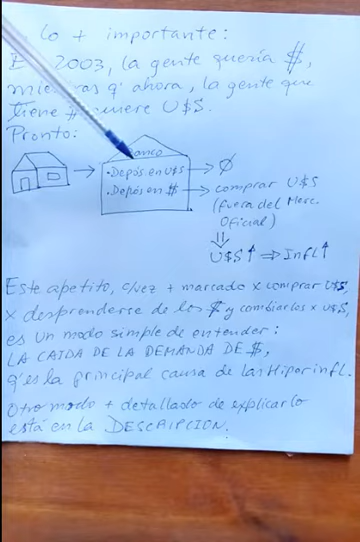 Lo + importante:
En 2003, la gente quería $,
mientras q' ahora, la gente que
tiene $ quiere U$S.
Pronto:
Banco
• Depós en U$S → Ø
• Depós en $ → comprar U$S
(fuera del Merc.
Oficial)
⇓
U$S↑ ⇒ Infl↑
Este apetito, c/vez + marcado x comprar U$S,
x desprenderse de los $ y cambiarlos x U$S,
es un modo simple de entender:
LA CAIDA DE LA DEMANDA DE $,
q' es la principal causa de las Hiperinfl.
Otro modo + detallado de explicarlo
está en la DESCRIPCION.